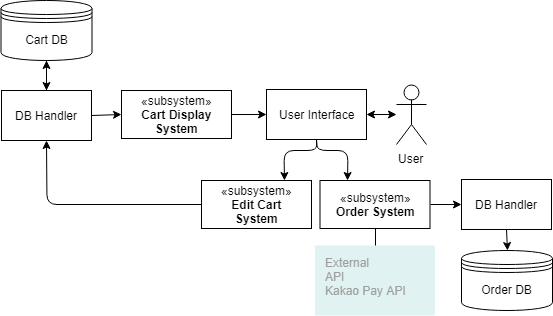 Cart DB
DB Handler
«subsystem»
Cart Display
System
User Interface
User
«subsystem»
Edit Cart
System
«subsystem»
Order System
DB Handler
External
API
Kakao Pay API
Order DB